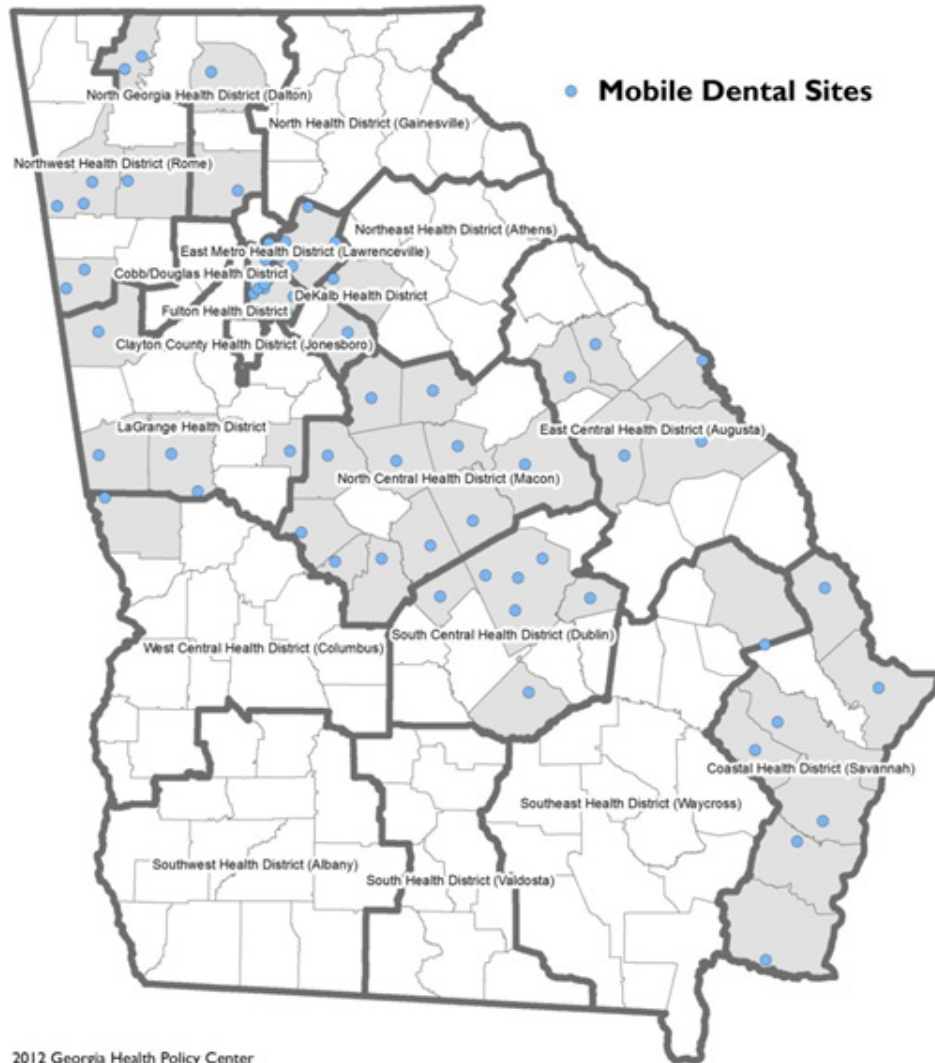 Mobile Dental Sites
North Georgia Health District (Dalton)
North Health District (Gainesville)
Northwest Health District (Rome)
Northeast Health District (Athens)
East Metro Health District (Lawrenceville)
Cobb/Douglas Health District
DeKalb Health District
Fulton Health District
Clayton County Health District (Jonesboro)
LaGrange Health District
East Central Health District (Augusta)
North Central Health District (Macon)
South Central Health District (Dublin)
West Central Health District (Columbus)
Coastal Health District (Savannah)
Southeast Health District (Waycross)
Southwest Health District (Albany)
South Health District (Valdosta)
2012 Georgia Health Policy Center